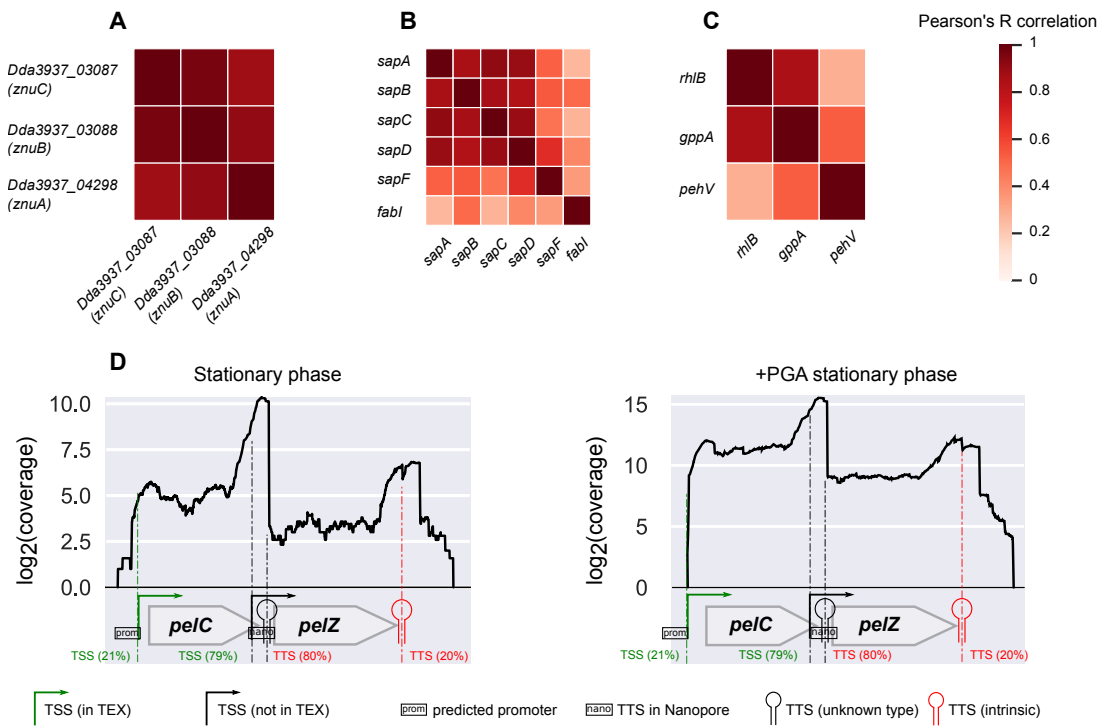 A
B
C
Pearson's R correlation
Dda3937_03087
(znuC)
Dda3937_03088
(znuB)
Dda3937_04298
(znuA)
Dda3937_03087
(znuC)
Dda3937_03088
(znuB)
Dda3937_04298
(znuA)
sapA
sapB
sapC
sapD
sapF
fabI
sapA
sapB
sapC
sapD
sapF
fabI
rhlB
gppA
pehV
rhlB
gppA
pehV
1
0.8
0.6
0.4
0.2
0
D
Stationary phase
log2(coverage)
10.0
7.5
5.0
2.5
0.0
prom
pelC
nano
pelZ
TSS (21%)
TSS (79%)
TTS (80%)
TTS (20%)
+PGA stationary phase
log2(coverage)
15
10
5
0
prom
pelC
nano
pelZ
TSS (21%)
TSS (79%)
TTS (80%)
TTS (20%)
TSS (in TEX)
TSS (not in TEX)
prom predicted promoter
nano TTS in Nanopore
TTS (unknown type)
TTS (intrinsic)